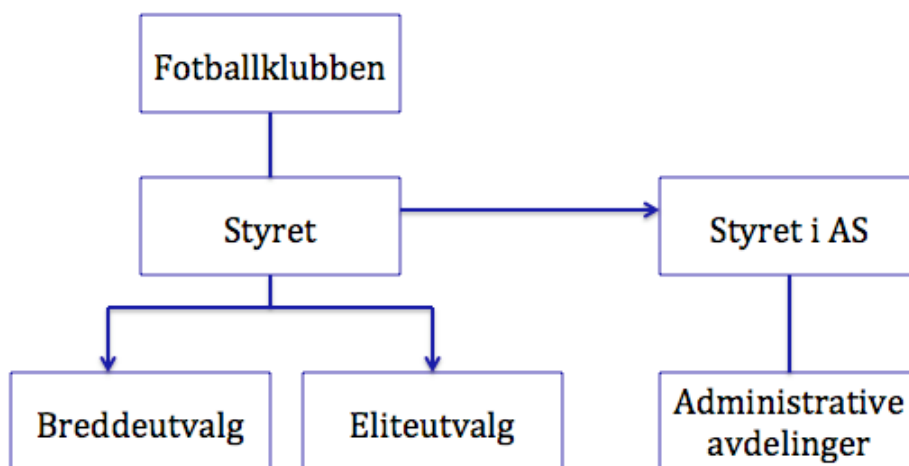 Fotballklubben
Styret
Styret i AS
Breddeutvalg
Eliteutvalg
Administrative
avdelinger